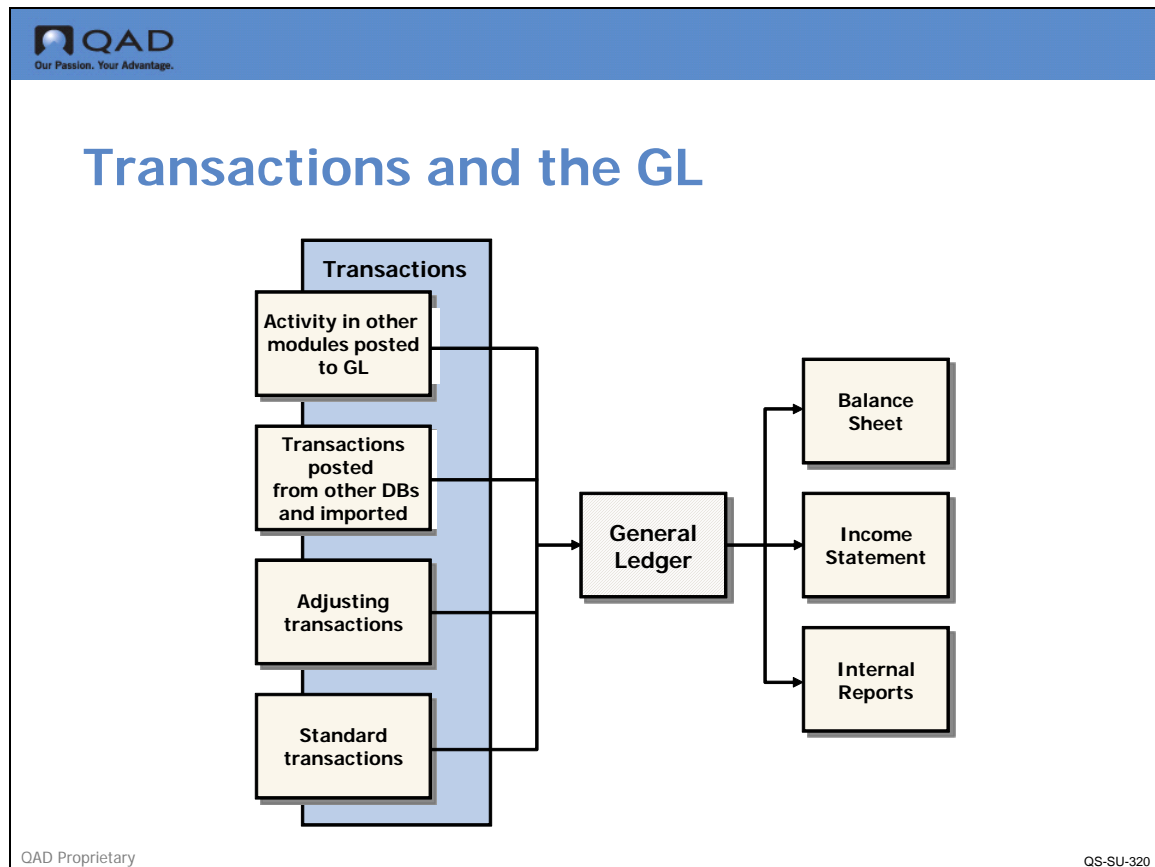 QAD
Our Passion. Your Advantage.
Transactions and the GL
Transactions
Activity in other
modules posted
to GL
Transactions
posted
from other DBs
and imported
Adjusting
transactions
Standard
transactions
General
Ledger
Balance
Sheet
Income
Statement
Internal
Reports
QAD Proprietary
QS-SU-320